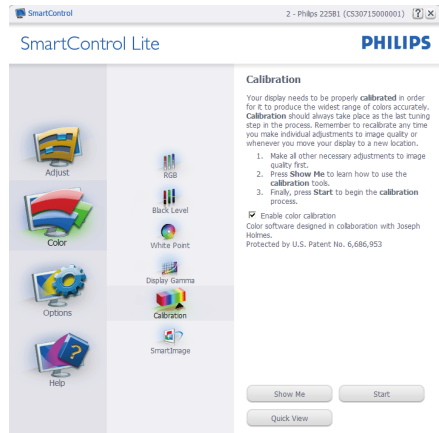 SmartControl
2 - Philips 225B1 (CS30715000001)
SmartControl Lite
PHILIPS
Adjust
Color
Options
Help
RGB
Black Level
White Point
Display Gamma
Calibration
SmartImage
Calibration
Your display needs to be properly calibrated in order
for it to produce the widest range of colors accurately.
Calibration should always take place as the last tuning
step in the process. Remember to recalibrate any time
you make individual adjustments to image quality or
whenever you move your display to a new location.
1. Make all other necessary adjustments to image
quality first.
2. Press Show Me to learn how to use the
calibration tools.
3. Finally, press Start to begin the calibration
process.
Enable color calibration
Color software designed in collaboration with Joseph
Holmes.
Protected by U.S. Patent No. 6,686,953
Show Me
Start
Quick View